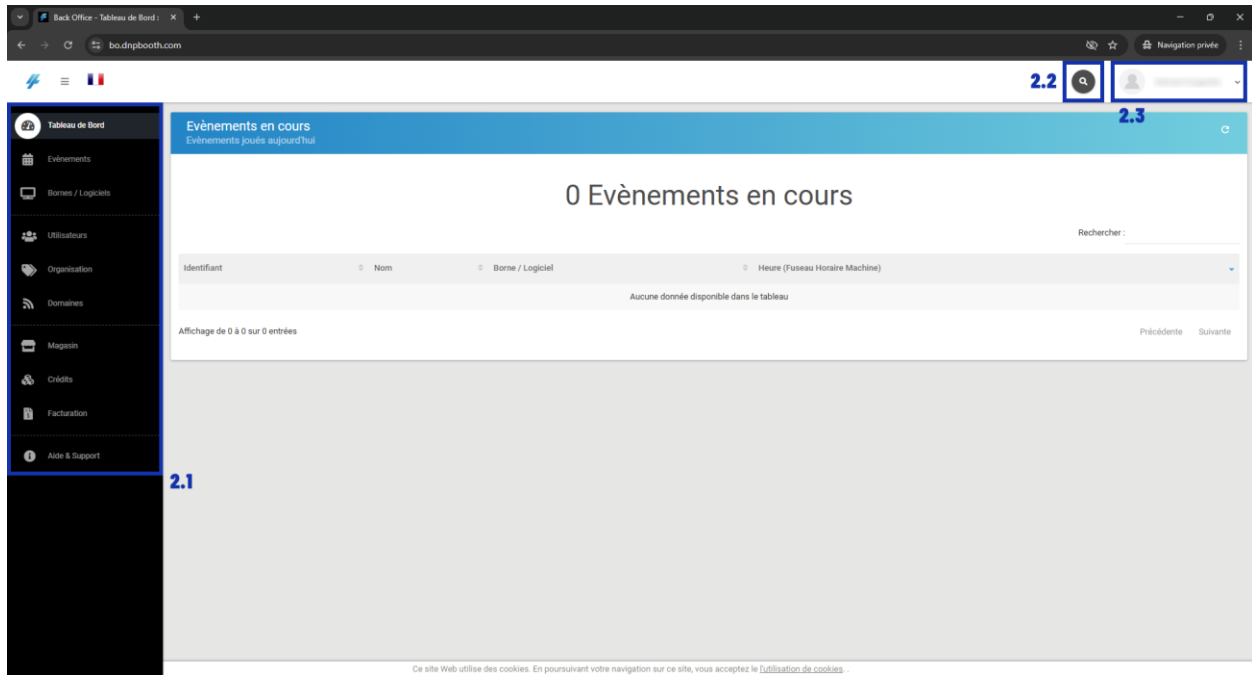 Back Office - Tableau de Bord :
bo.dnpbooth.com
Navigation privée
2.2
2.3
Tableau de Bord
Evènements
Bornes / Logiciels
Utilisateurs
Organisation
Domaines
Magasin
Crédits
Facturation
Aide & Support
2.1
Evènements en cours
Evènements joués aujourd'hui
0 Evènements en cours
Rechercher :
Identifiant Nom Borne / Logiciel Heure (Fuseau Horaire Machine)
Aucune donnée disponible dans le tableau
Affichage de 0 à 0 sur 0 entrées Précédente Suivante
Ce site Web utilise des cookies. En poursuivant votre navigation sur ce site, vous acceptez le l'utilisation de cookies. .